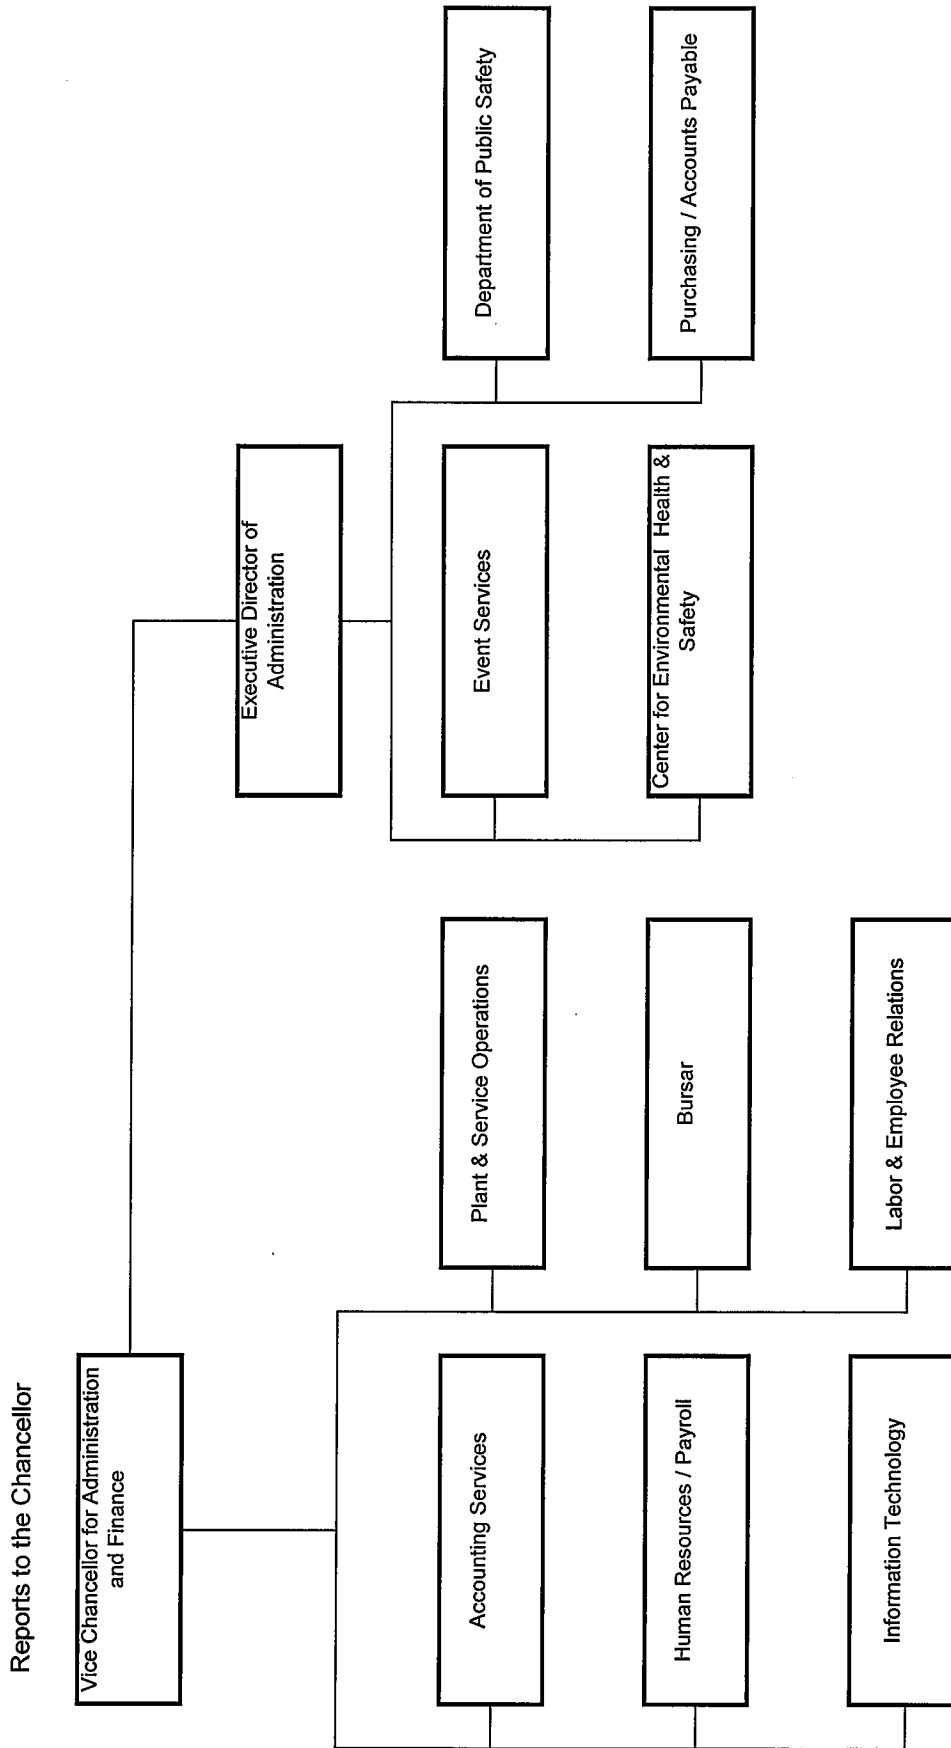 Reports to the Chancellor
Vice Chancellor for Administration
and Finance
Executive Director of
Administration
Accounting Services
Plant & Service Operations
Event Services
Department of Public Safety
Human Resources / Payroll
Bursar
Center for Environmental Health &
Safety
Purchasing / Accounts Payable
Information Technology
Labor & Employee Relations